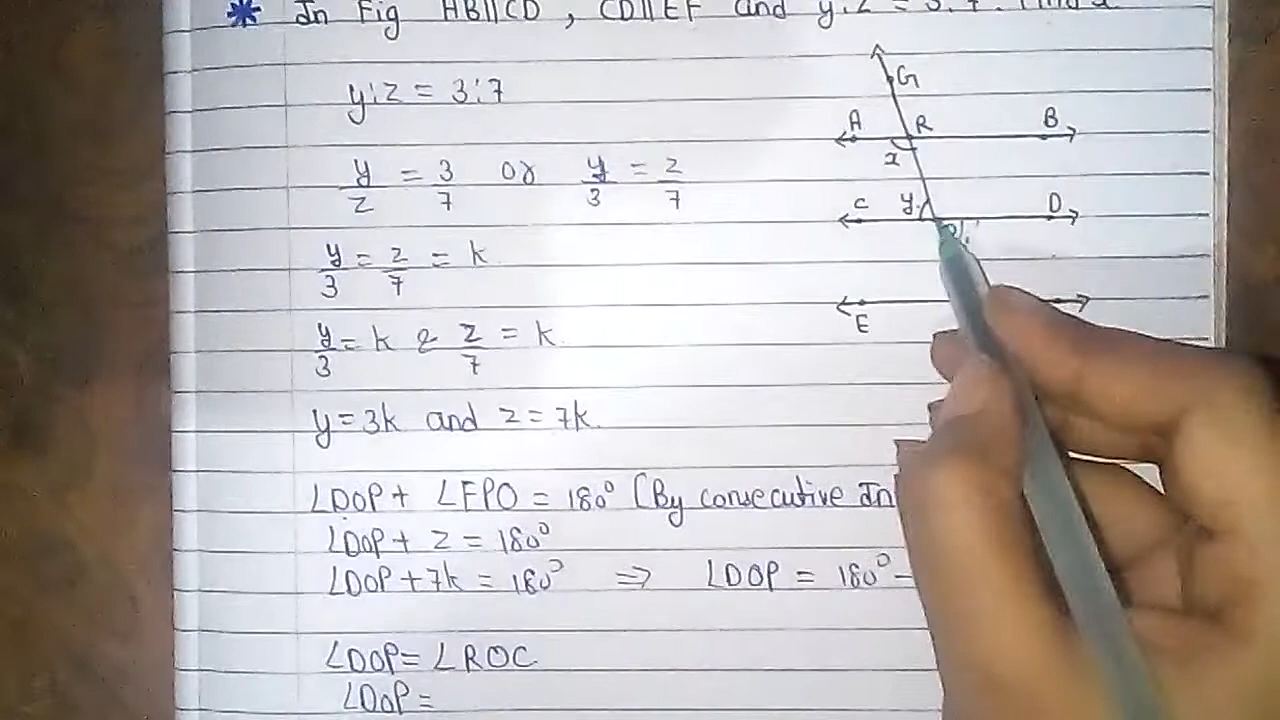 * In Fig AB||CD, CD||EF and y:z = 3:7. Find x
y:z = 3:7
y/z = 3/7 or y/3 = z/7
y/3 = z/7 = k
y/3 = k & z/7 = k
y = 3k and z = 7k.
∠DOP + ∠FPO = 180° (By consecutive In
∠DOP + z = 180°
∠DOP + 7k = 180° ⇒ ∠DOP = 180° -
∠DOP = ∠ROC
∠DOP =
G
A R B
x
C y D
E